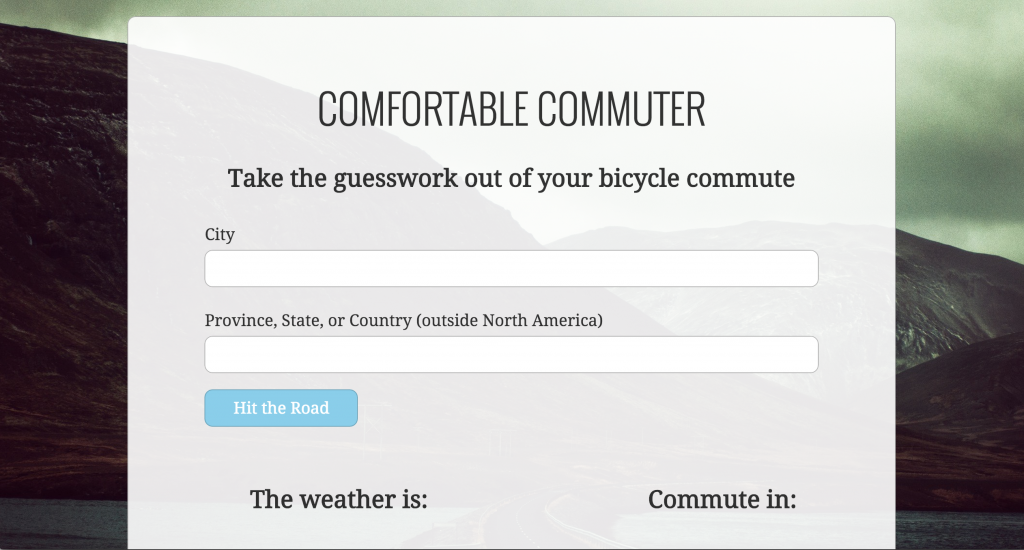 COMFORTABLE COMMUTER
Take the guesswork out of your bicycle commute
City
Province, State, or Country (outside North America)
Hit the Road
The weather is:
Commute in: